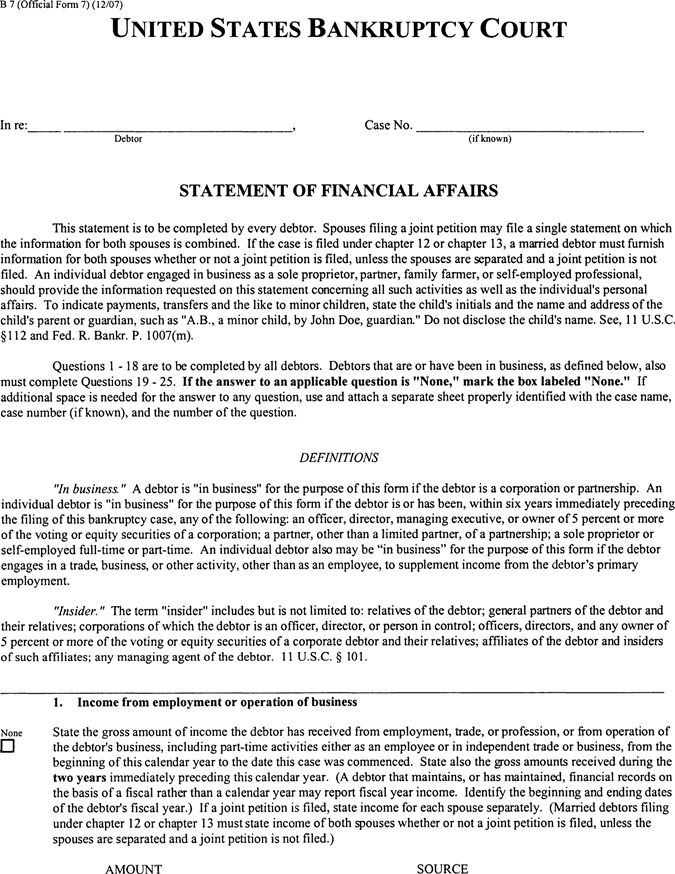 B 7 (Official Form 7) (12/07)
UNITED STATES BANKRUPTCY COURT
In re: , Case No.
Debtor (if known)
STATEMENT OF FINANCIAL AFFAIRS
This statement is to be completed by every debtor. Spouses filing a joint petition may file a single statement on which
the information for both spouses is combined. If the case is filed under chapter 12 or chapter 13, a married debtor must furnish
information for both spouses whether or not a joint petition is filed, unless the spouses are separated and a joint petition is not
filed. An individual debtor engaged in business as a sole proprietor, partner, family farmer, or self-employed professional,
should provide the information requested on this statement concerning all such activities as well as the individual's personal
affairs. To indicate payments, transfers and the like to minor children, state the child's initials and the name and address of the
child's parent or guardian, such as "A.B., a minor child, by John Doe, guardian." Do not disclose the child's name. See, 11 U.S.C.
§112 and Fed. R. Bankr. P. 1007(m).
Questions 1 - 18 are to be completed by all debtors. Debtors that are or have been in business, as defined below, also
must complete Questions 19 - 25. If the answer to an applicable question is "None," mark the box labeled "None." If
additional space is needed for the answer to any question, use and attach a separate sheet properly identified with the case name,
case number (if known), and the number of the question.
DEFINITIONS
"In business." A debtor is "in business" for the purpose of this form if the debtor is a corporation or partnership. An
individual debtor is "in business" for the purpose of this form if the debtor is or has been, within six years immediately preceding
the filing of this bankruptcy case, any of the following: an officer, director, managing executive, or owner of 5 percent or more
of the voting or equity securities of a corporation; a partner, other than a limited partner, of a partnership; a sole proprietor or
self-employed full-time or part-time. An individual debtor also may be “in business” for the purpose of this form if the debtor
engages in a trade, business, or other activity, other than as an employee, to supplement income from the debtor’s primary
employment.
"Insider." The term "insider" includes but is not limited to: relatives of the debtor; general partners of the debtor and
their relatives; corporations of which the debtor is an officer, director, or person in control; officers, directors, and any owner of
5 percent or more of the voting or equity securities of a corporate debtor and their relatives; affiliates of the debtor and insiders
of such affiliates; any managing agent of the debtor. 11 U.S.C. § 101.
1. Income from employment or operation of business
None State the gross amount of income the debtor has received from employment, trade, or profession, or from operation of
the debtor's business, including part-time activities either as an employee or in independent trade or business, from the
beginning of this calendar year to the date this case was commenced. State also the gross amounts received during the
two years immediately preceding this calendar year. (A debtor that maintains, or has maintained, financial records on
the basis of a fiscal rather than a calendar year may report fiscal year income. Identify the beginning and ending dates
of the debtor's fiscal year.) If a joint petition is filed, state income for each spouse separately. (Married debtors filing
under chapter 12 or chapter 13 must state income of both spouses whether or not a joint petition is filed, unless the
spouses are separated and a joint petition is not filed.)
AMOUNT SOURCE